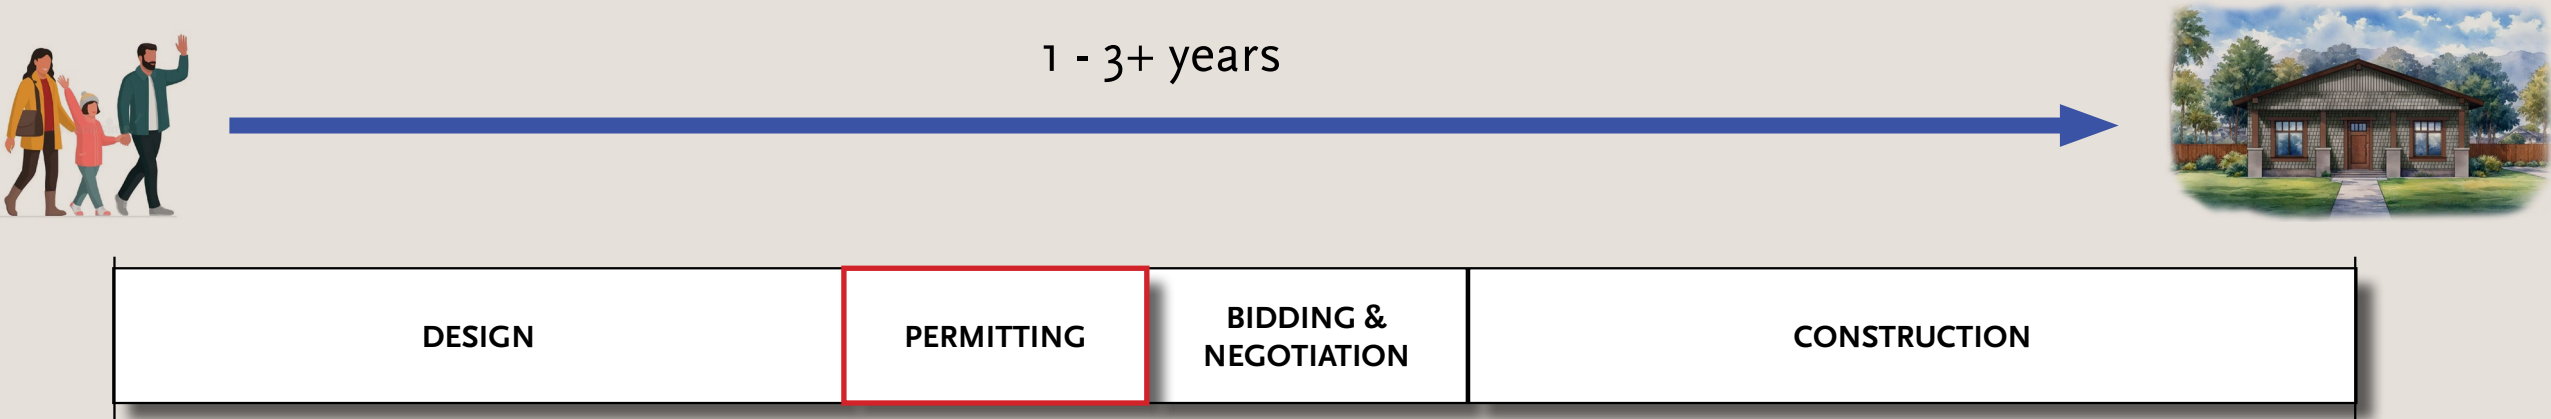 1 - 3+ years
DESIGN
PERMITTING
BIDDING &
NEGOTIATION
CONSTRUCTION